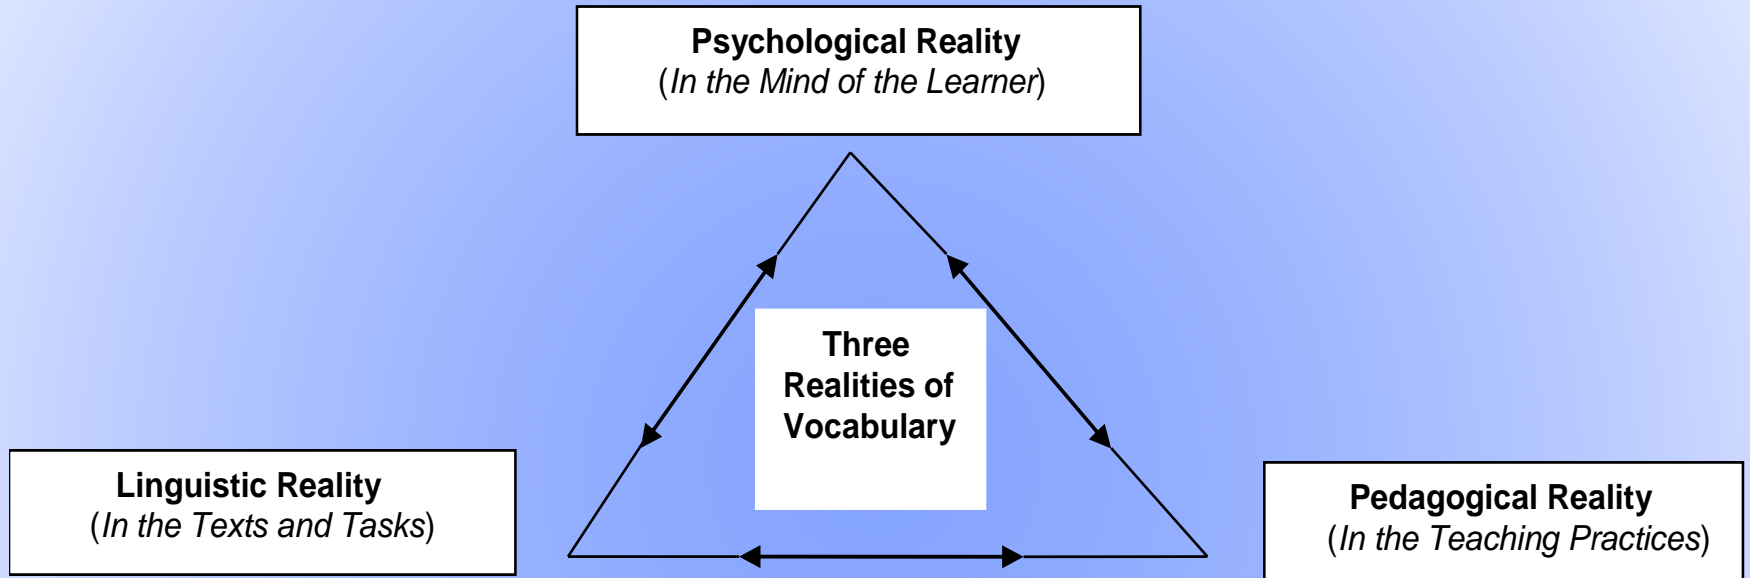 Psychological Reality
(In the Mind of the Learner)
Three
Realities of
Vocabulary
Linguistic Reality
(In the Texts and Tasks)
Pedagogical Reality
(In the Teaching Practices)